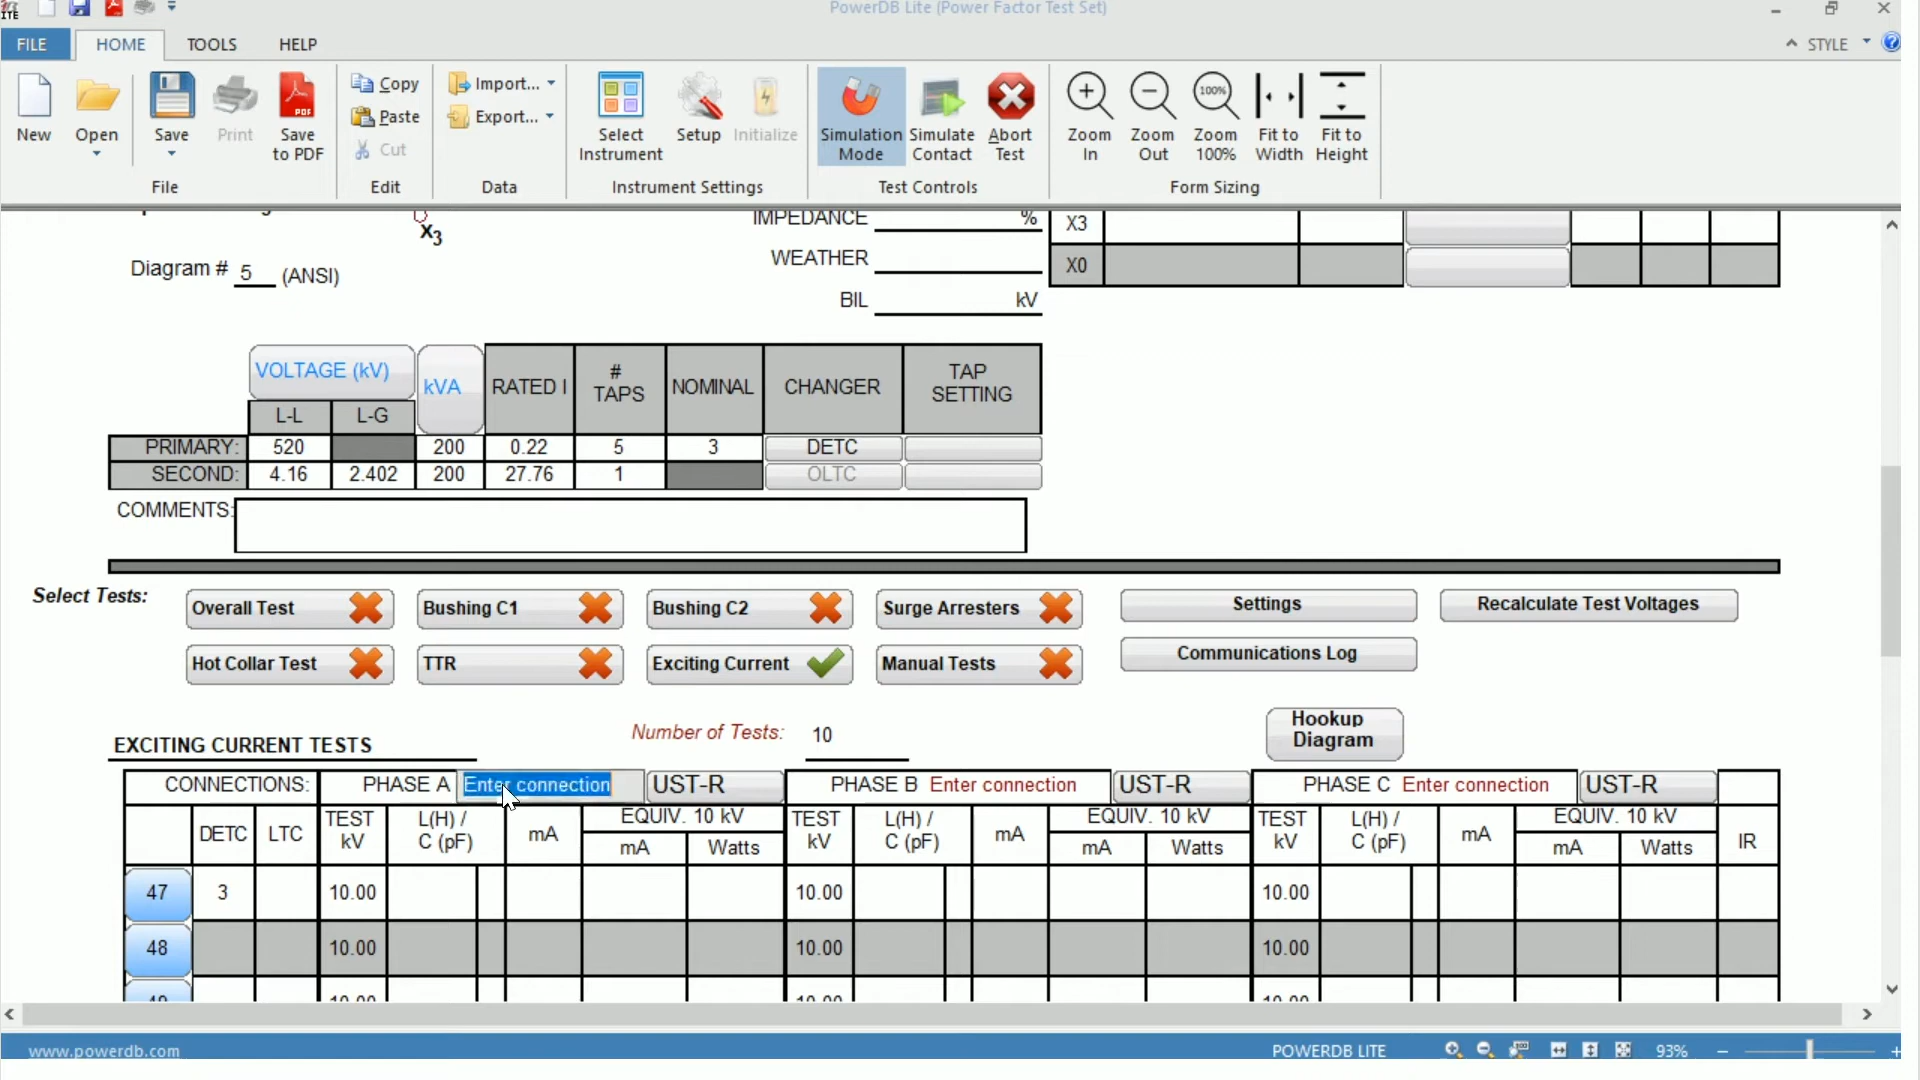 PowerDB Lite (Power Factor Test Set)
FILE HOME TOOLS HELP STYLE
New Open Save Print Save to PDF
Copy
Paste
Cut
Import...
Export...
Select Instrument Setup Initialize
Simulation Mode Simulate Contact Abort Test
Zoom In Zoom Out Zoom 100% Fit to Width Fit to Height
File Edit Data Instrument Settings Test Controls Form Sizing
X3
IMPEDANCE %
X3
WEATHER
X0
Diagram # 5 (ANSI)
BIL kV
VOLTAGE (kV) kVA RATED I # TAPS NOMINAL CHANGER TAP SETTING
L-L L-G
PRIMARY: 520 200 0.22 5 3 DETC
SECOND: 4.16 2.402 200 27.76 1 OLTC
COMMENTS:
Select Tests:
Overall Test Bushing C1 Bushing C2 Surge Arresters Settings Recalculate Test Voltages
Hot Collar Test TTR Exciting Current Manual Tests Communications Log
EXCITING CURRENT TESTS Number of Tests: 10 Hookup Diagram
CONNECTIONS: PHASE A Enter connection UST-R PHASE B Enter connection UST-R PHASE C Enter connection UST-R
DETC LTC TEST kV L(H) / C (pF) mA EQUIV. 10 kV mA Watts TEST kV L(H) / C (pF) mA EQUIV. 10 kV mA Watts TEST kV L(H) / C (pF) mA EQUIV. 10 kV mA Watts IR
47 3 10.00 10.00 10.00
48 10.00 10.00 10.00
49 10.00 10.00 10.00
www.powerdb.com POWERDB LITE 93%